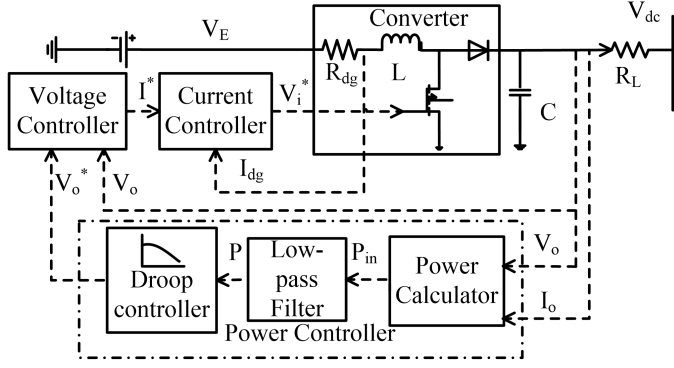 Converter
V_dc
V_E
- +
R_dg
L
R_L
C
Voltage
Controller
I*
Current
Controller
V_i*
I_dg
V_o*
V_o
V_o
I_o
Droop
controller
P
Low-
pass
Filter
P_in
Power
Calculator
Power Controller